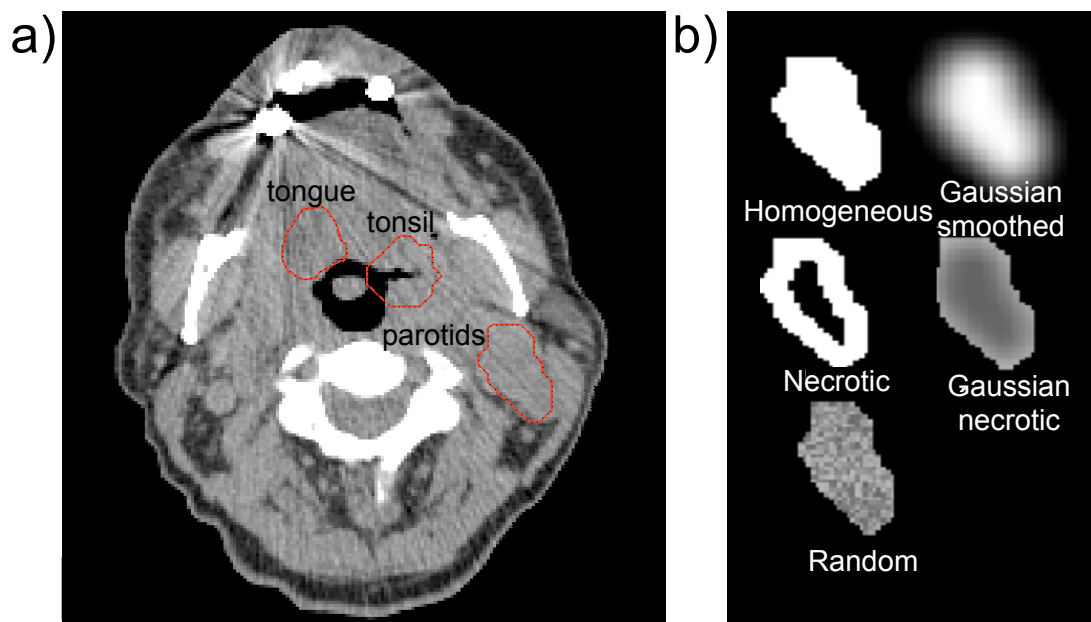 a)
tongue
tonsil
parotids
b)
Homogeneous
Gaussian
smoothed
Necrotic
Gaussian
necrotic
Random